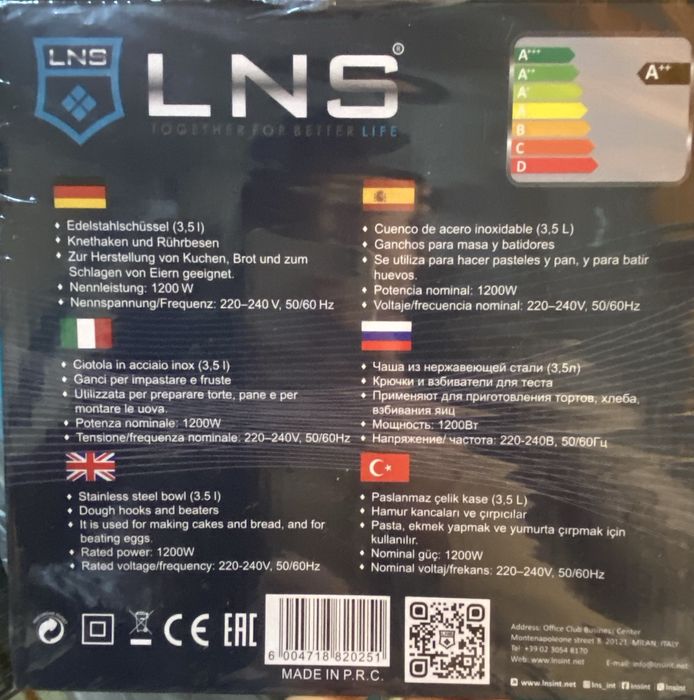 LNS
LNS®
TOGETHER FOR BETTER LIFE
A+++
A++
A+
A
B
C
D
A++
Edelstahlschüssel (3,5 l)
Knethaken und Rührbesen
Zur Herstellung von Kuchen, Brot und zum
Schlagen von Eiern geeignet.
Nennleistung: 1200 W
Nennspannung/Frequenz: 220–240 V, 50/60 Hz
Cuenco de acero inoxidable (3,5 L)
Ganchos para masa y batidores
Se utiliza para hacer pasteles y pan, y para batir
huevos.
Potencia nominal: 1200W
Voltaje/frecuencia nominal: 220–240V, 50/60Hz
Ciotola in acciaio inox (3,5 l)
Ganci per impastare e fruste
Utilizzata per preparare torte, pane e per
montare le uova.
Potenza nominale: 1200W
Tensione/frequenza nominale: 220–240V, 50/60Hz
Чаша из нержавеющей стали (3,5л)
Крючки и взбиватели для теста
Применяют для приготовления тортов, хлеба,
взбивания яиц
Мощность: 1200Вт
Напряжение/ частота: 220-240В, 50/60Гц
Stainless steel bowl (3.5 l)
Dough hooks and beaters
It is used for making cakes and bread, and for
beating eggs.
Rated power: 1200W
Rated voltage/frequency: 220-240V, 50/60Hz
Paslanmaz çelik kase (3,5 L)
Hamur kancaları ve çırpıcılar
Pasta, ekmek yapmak ve yumurta çırpmak için
kullanılır.
Nominal güç: 1200W
Nominal voltaj/frekans: 220–240V, 50/60Hz
CE EAC
6 004718 820251
MADE IN P.R.C.
Address: Office Club Business Center
Montenapoleone street 8, 20121, MILAN, ITALY
Tel +39 02 3054 8170
Web: www.lnsint.com E-mail: info@lnsint.com
www.lnsint.com lns_int lnsint lnsint